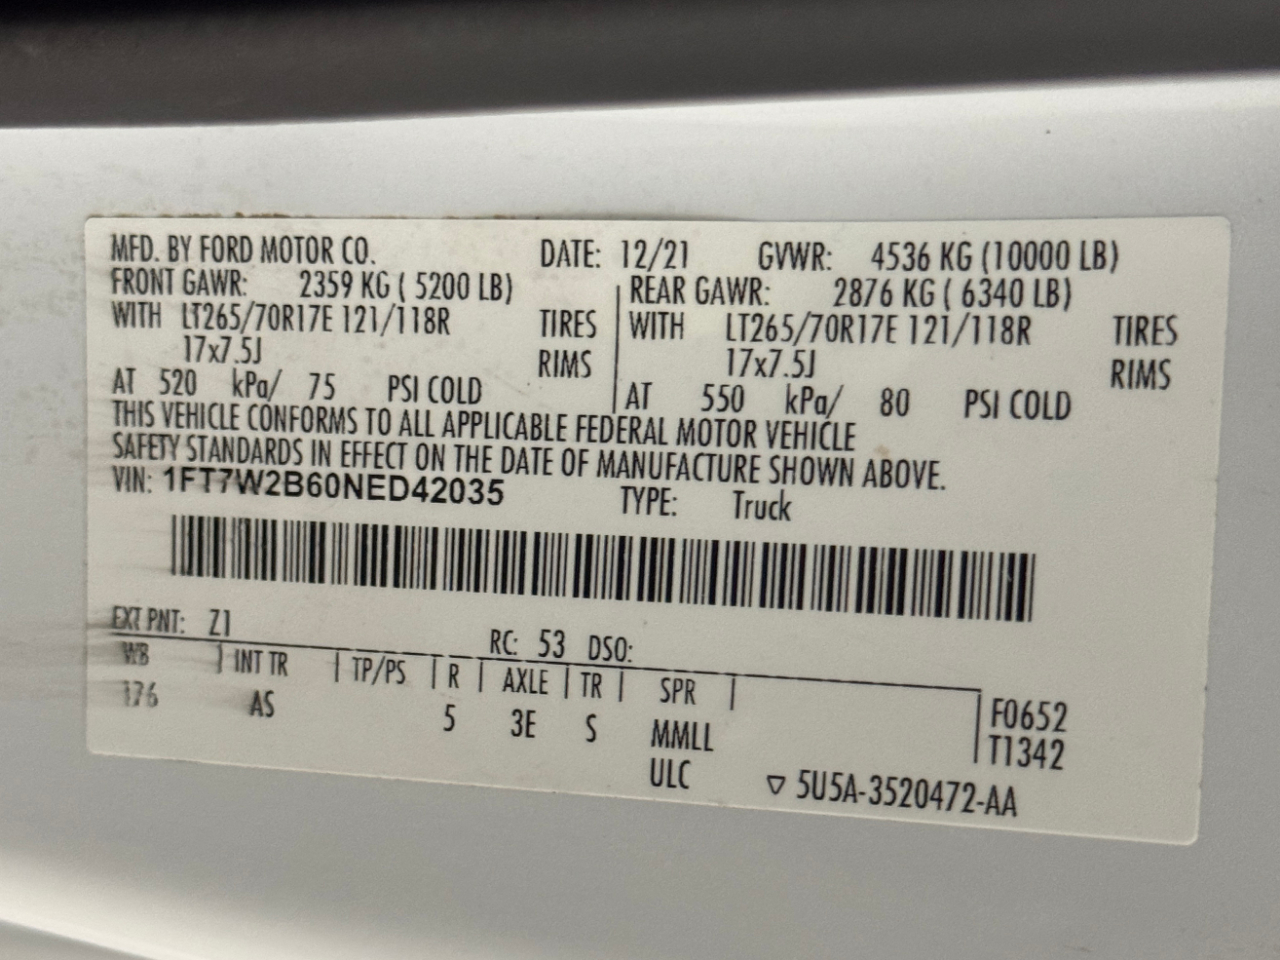 MFD. BY FORD MOTOR CO. DATE: 12/21 GVWR: 4536 KG (10000 LB)
FRONT GAWR: 2359 KG ( 5200 LB) REAR GAWR: 2876 KG ( 6340 LB)
WITH LT265/70R17E 121/118R TIRES WITH LT265/70R17E 121/118R TIRES
17x7.5J RIMS 17x7.5J RIMS
AT 520 kPa/ 75 PSI COLD AT 550 kPa/ 80 PSI COLD
THIS VEHICLE CONFORMS TO ALL APPLICABLE FEDERAL MOTOR VEHICLE
SAFETY STANDARDS IN EFFECT ON THE DATE OF MANUFACTURE SHOWN ABOVE.
VIN: 1FT7W2B60NED42035 TYPE: Truck
EXT PNT: Z1 RC: 53 DSO:
WB INT TR TP/PS R AXLE TR SPR F0652
176 AS 5 3E S MMLL T1342
ULC ▽ 5U5A-3520472-AA